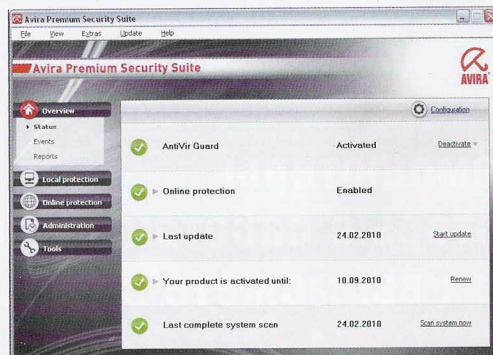 Avira Premium Security Suite
File View Extras Update Help
Avira Premium Security Suite
AVIRA
Overview
Status
Events
Reports
Local protection
Online protection
Administration
Tools
Configuration
AntiVir Guard Activated Deactivate
Online protection Enabled
Last update 24.02.2010 Start update
Your product is activated until: 10.09.2010 Renew
Last complete system scan 24.02.2010 Scan system now